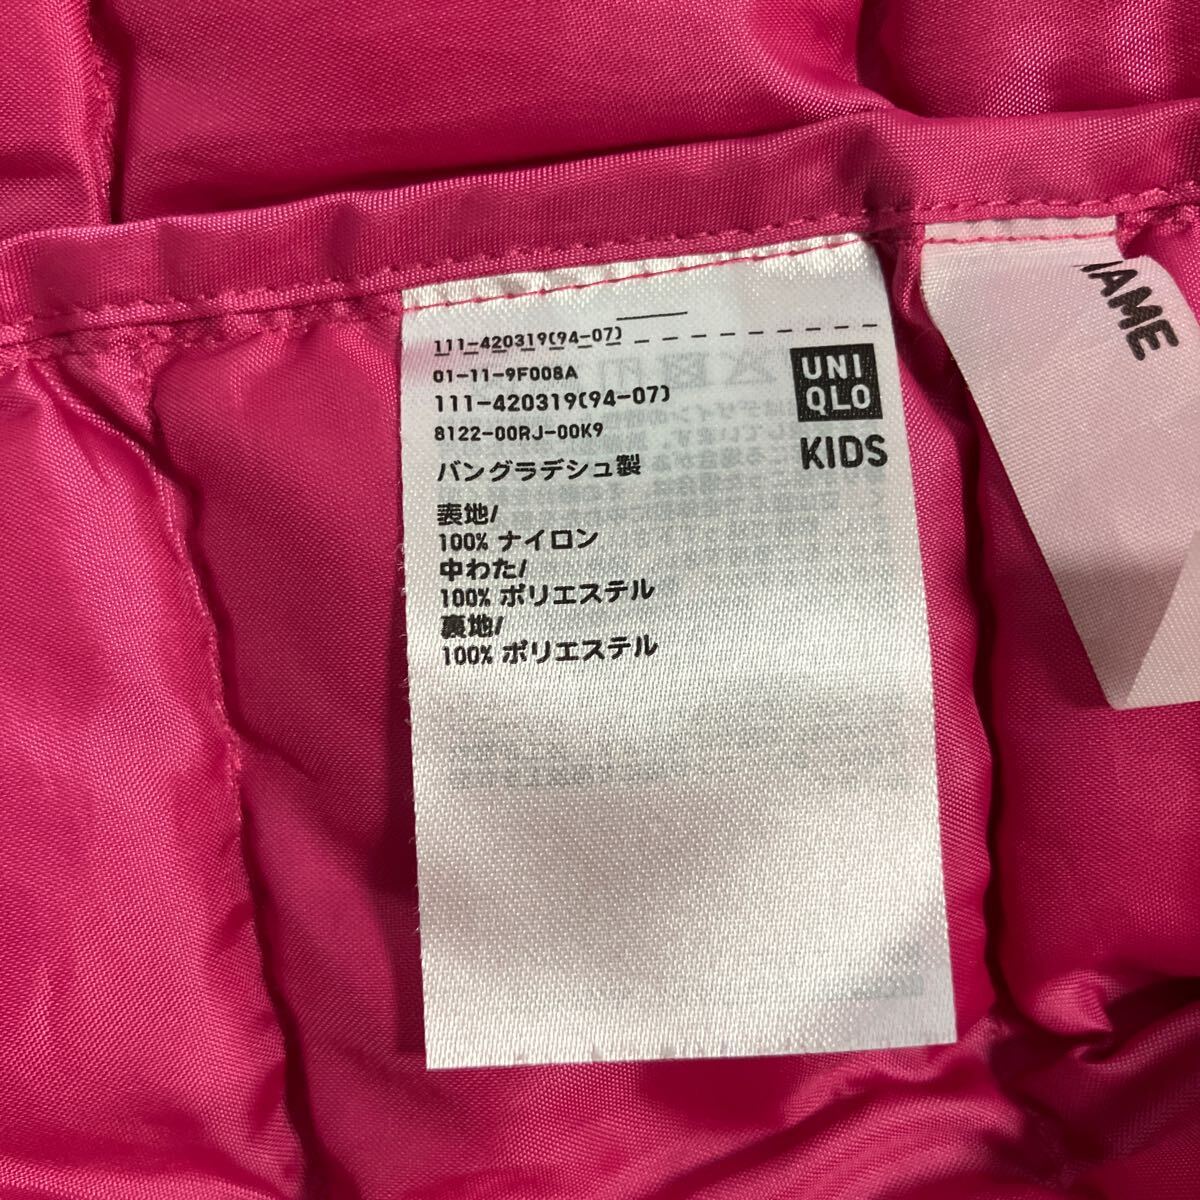 111-420319(94-07)
01-11-9F008A
111-420319(94-07)
8122-00RJ-00K9
バングラデシュ製
表地/
100% ナイロン
中わた/
100% ポリエステル
裏地/
100% ポリエステル
UNI
QLO
KIDS
AME